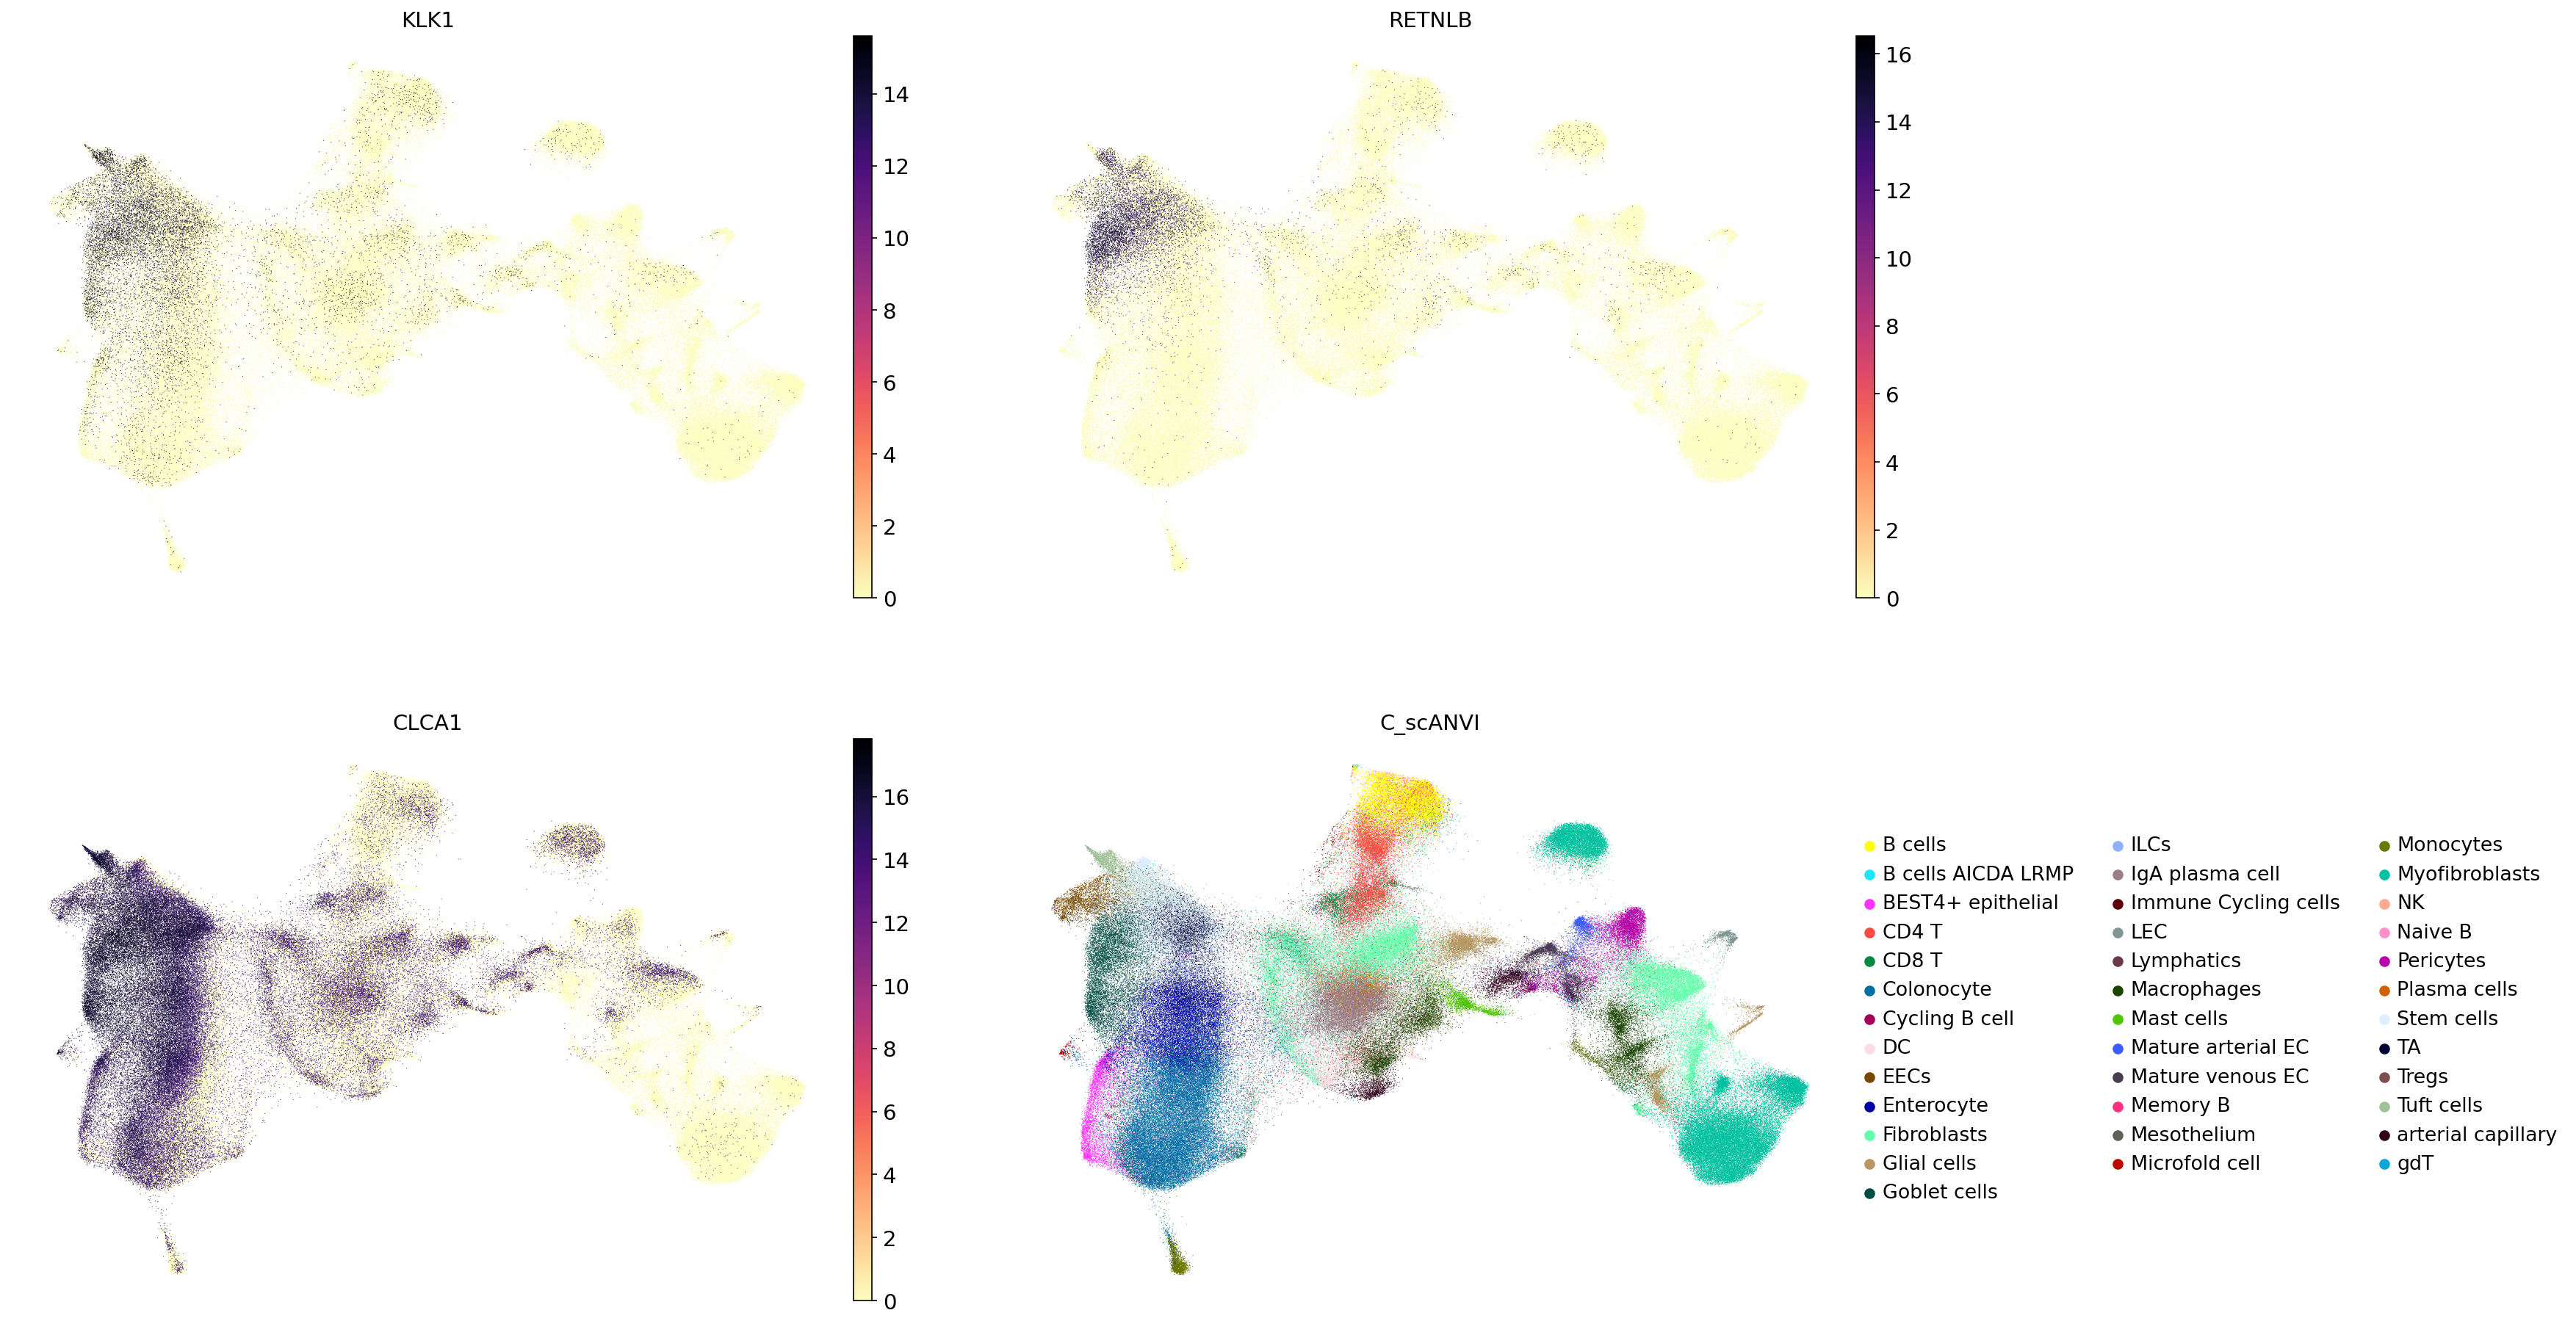 KLK1
14
12
10
8
6
4
2
0
RETNLB
16
14
12
10
8
6
4
2
0
CLCA1
16
14
12
10
8
6
4
2
0
C_scANVI
B cells
B cells AICDA LRMP
BEST4+ epithelial
CD4 T
CD8 T
Colonocyte
Cycling B cell
DC
EECs
Enterocyte
Fibroblasts
Glial cells
Goblet cells
ILCs
IgA plasma cell
Immune Cycling cells
LEC
Lymphatics
Macrophages
Mast cells
Mature arterial EC
Mature venous EC
Memory B
Mesothelium
Microfold cell
Monocytes
Myofibroblasts
NK
Naive B
Pericytes
Plasma cells
Stem cells
TA
Tregs
Tuft cells
arterial capillary
gdT